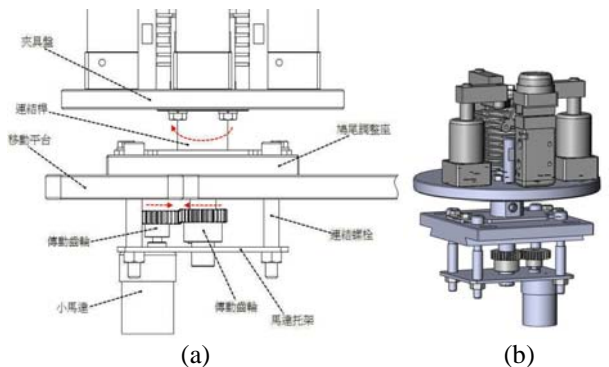 夾具盤
連結桿
移動平台
鳩尾調整座
傳動齒輪
連結螺栓
小馬達
傳動齒輪
馬達托架
(a)
(b)